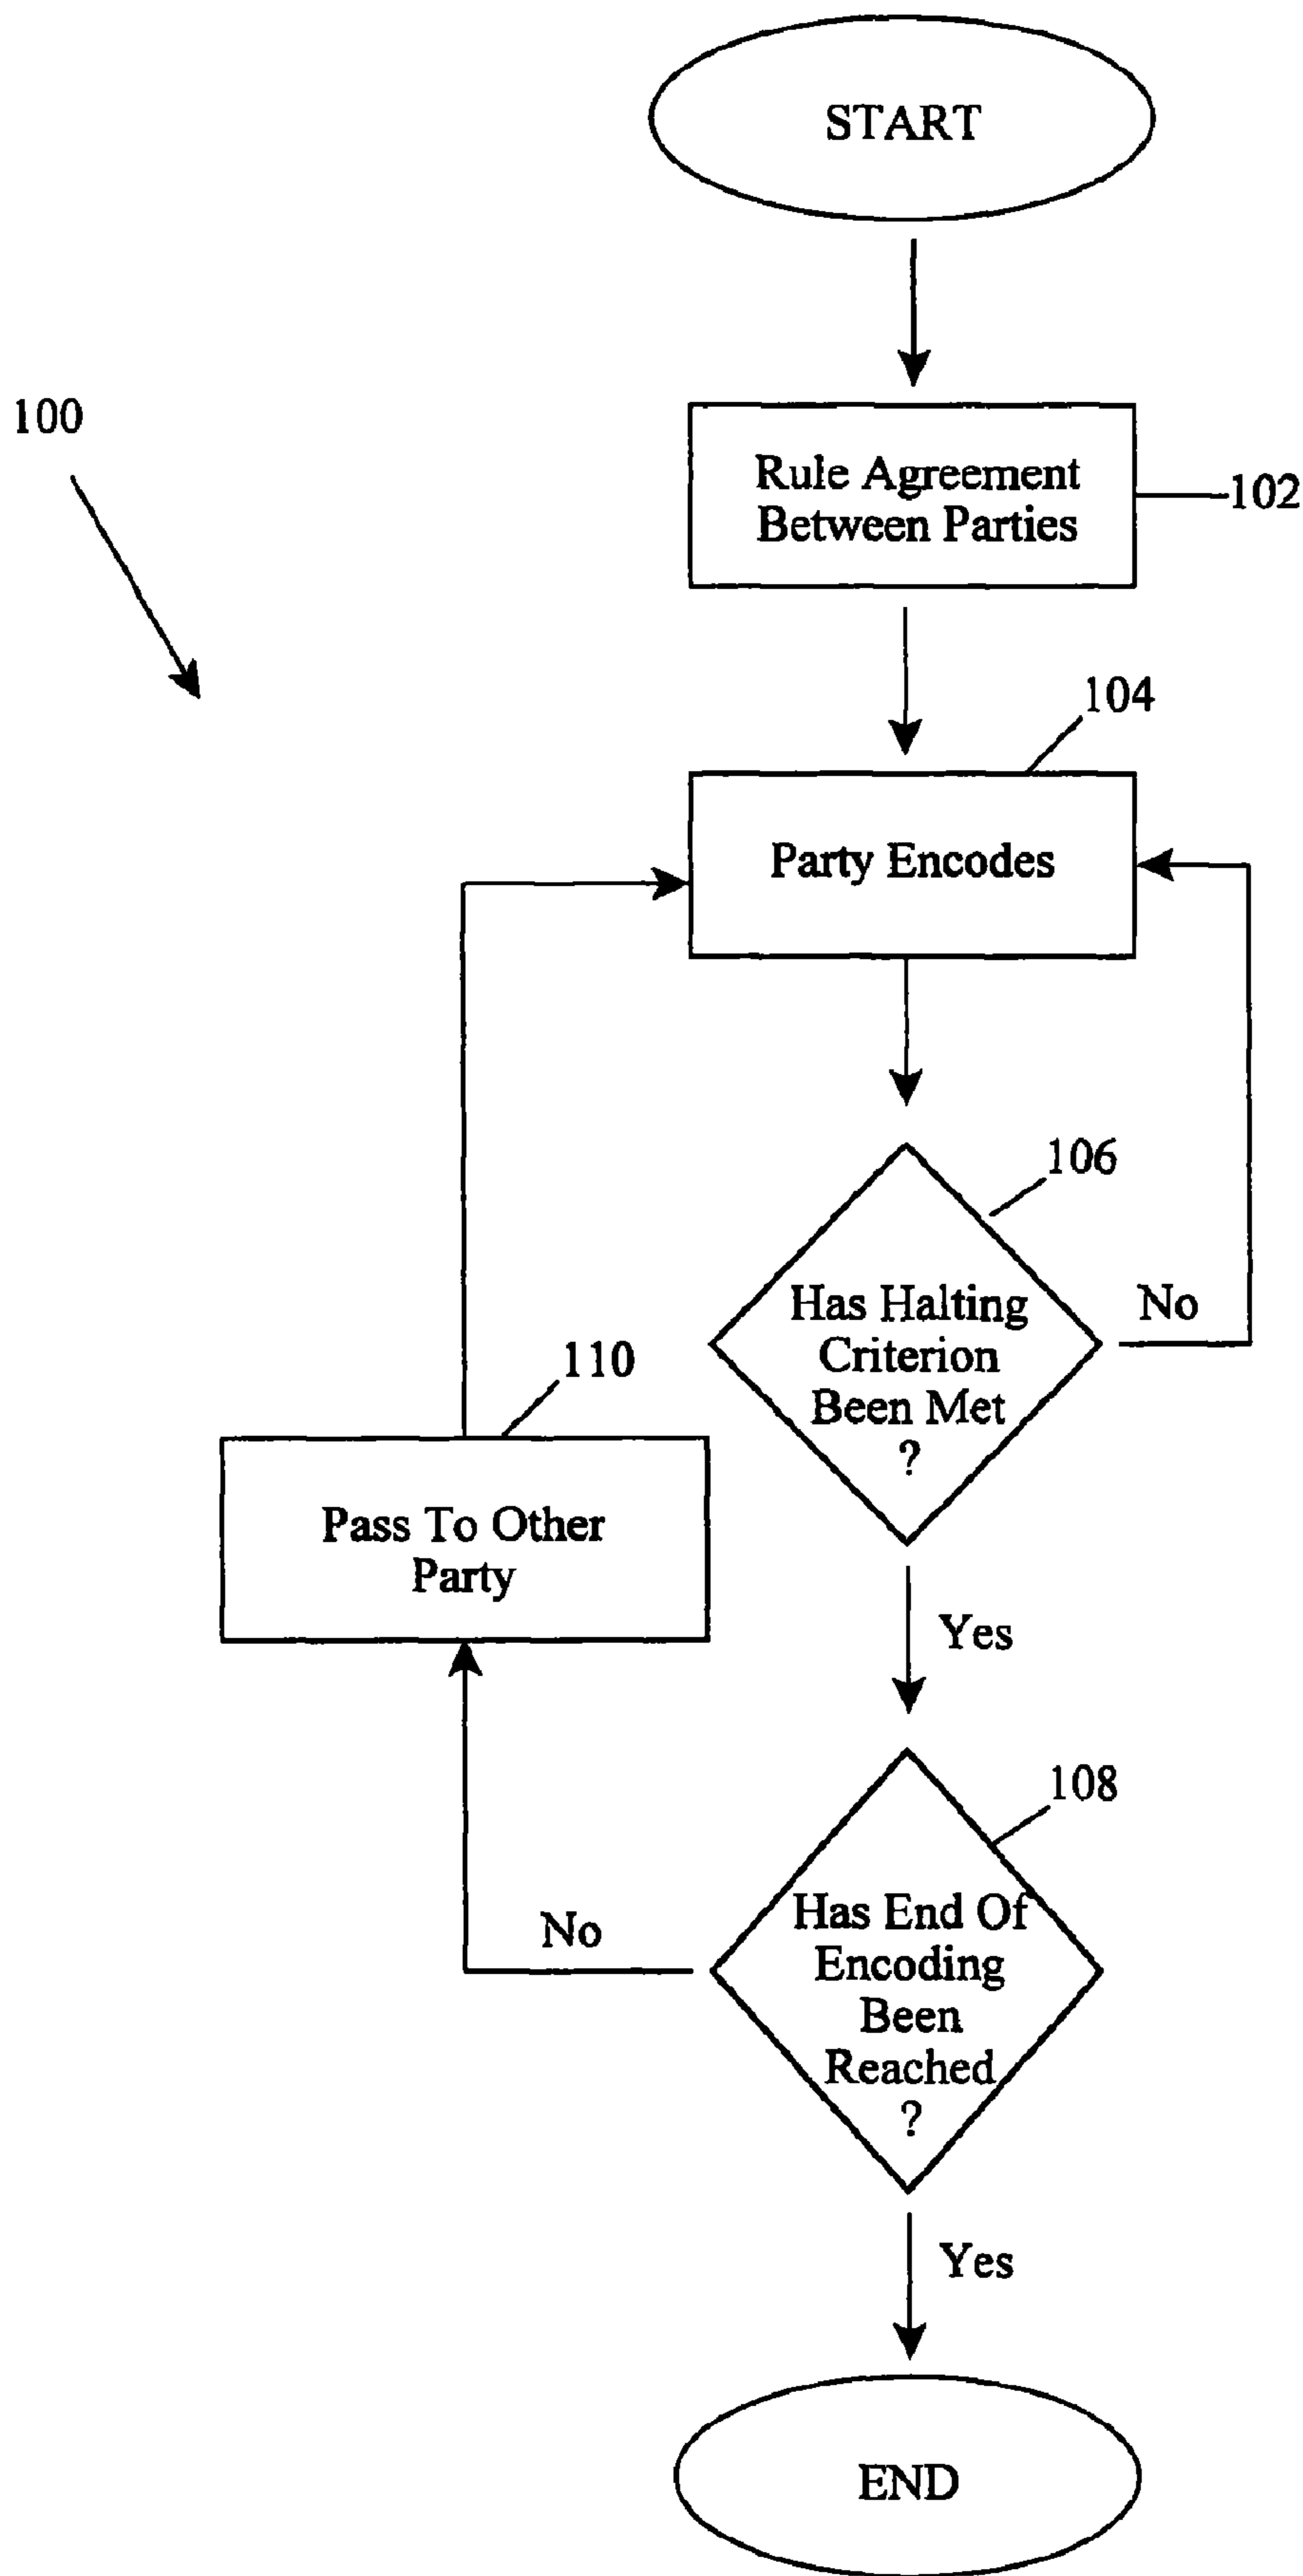 START
100
Rule Agreement
Between Parties
102
104
Party Encodes
106
Has Halting
Criterion
Been Met
?
No
110
Pass To Other
Party
Yes
108
Has End Of
Encoding
Been
Reached
?
No
Yes
END